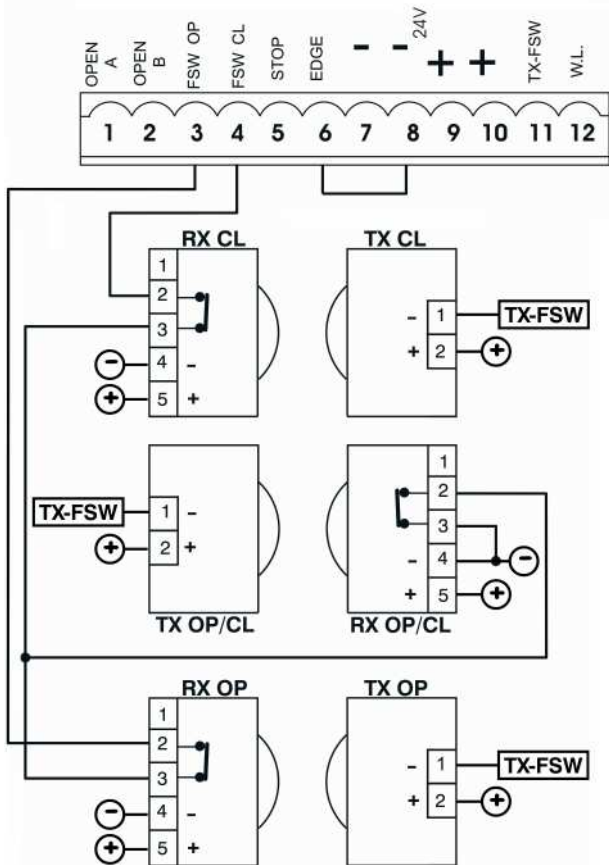 OPEN A
OPEN B
FSW OP
FSW CL
STOP
EDGE
- - 24V + +
TX-FSW
W.L.
1 2 3 4 5 6 7 8 9 10 11 12
RX CL
1
2
3
- 4 -
+ 5 +
TX CL
- 1 TX-FSW
+ 2 +
TX-FSW 1 -
+ 2 +
TX OP/CL
1
2
3
- 4 -
+ 5 +
RX OP/CL
RX OP
1
2
3
- 4 -
+ 5 +
TX OP
- 1 TX-FSW
+ 2 +